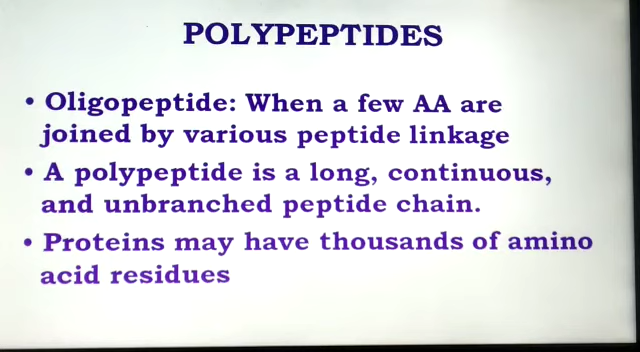 POLYPEPTIDES
• Oligopeptide: When a few AA are
joined by various peptide linkage
• A polypeptide is a long, continuous,
and unbranched peptide chain.
• Proteins may have thousands of amino
acid residues